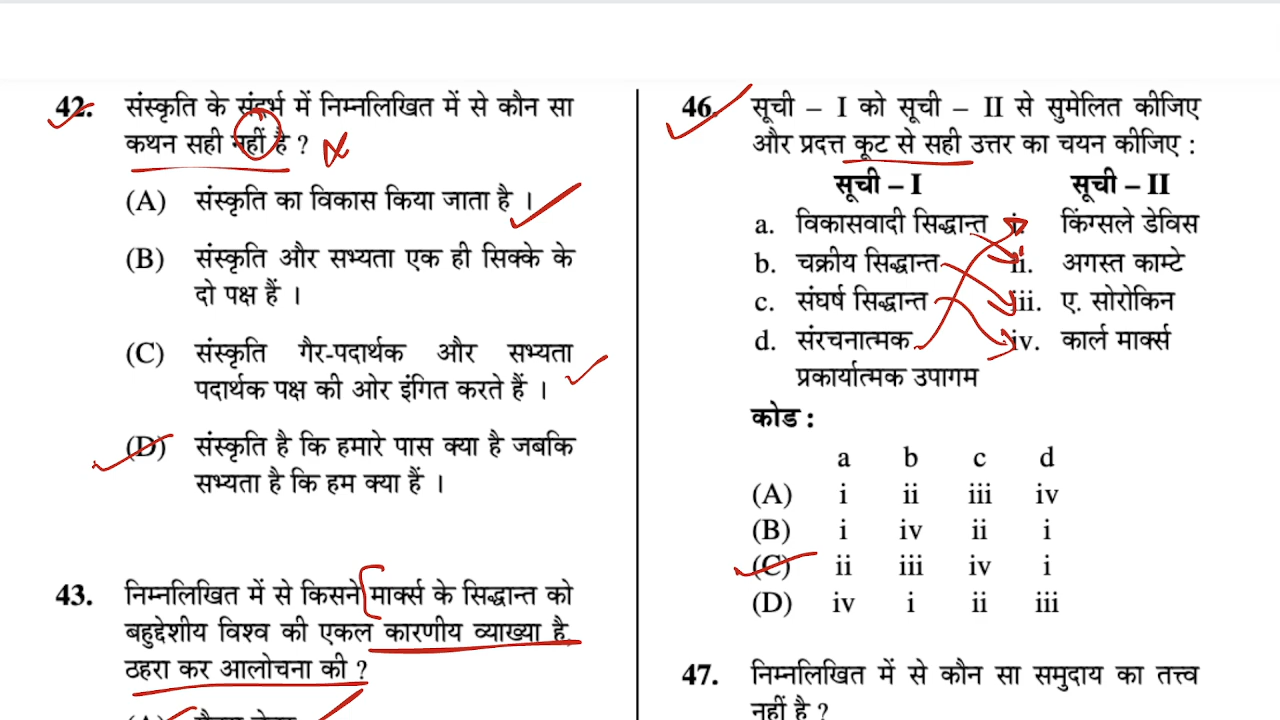 42. संस्कृति के संदर्भ में निम्नलिखित में से कौन सा
कथन सही नहीं है ?
(A) संस्कृति का विकास किया जाता है ।
(B) संस्कृति और सभ्यता एक ही सिक्के के
दो पक्ष हैं ।
(C) संस्कृति गैर-पदार्थक और सभ्यता
पदार्थक पक्ष की ओर इंगित करते हैं ।
(D) संस्कृति है कि हमारे पास क्या है जबकि
सभ्यता है कि हम क्या हैं ।
43. निम्नलिखित में से किसने मार्क्स के सिद्धान्त को
बहुद्देशीय विश्व की एकल कारणीय व्याख्या है
ठहरा कर आलोचना की ?
46. सूची – I को सूची – II से सुमेलित कीजिए
और प्रदत्त कूट से सही उत्तर का चयन कीजिए :
सूची – I सूची – II
a. विकासवादी सिद्धान्त i. किंग्सले डेविस
b. चक्रीय सिद्धान्त ii. अगस्त काम्टे
c. संघर्ष सिद्धान्त iii. ए. सोरोकिन
d. संरचनात्मक iv. कार्ल मार्क्स
प्रकार्यात्मक उपागम
कोड :
a b c d
(A) i ii iii iv
(B) i iv ii i
(C) ii iii iv i
(D) iv i ii iii
47. निम्नलिखित में से कौन सा समुदाय का तत्त्व
नहीं है ?